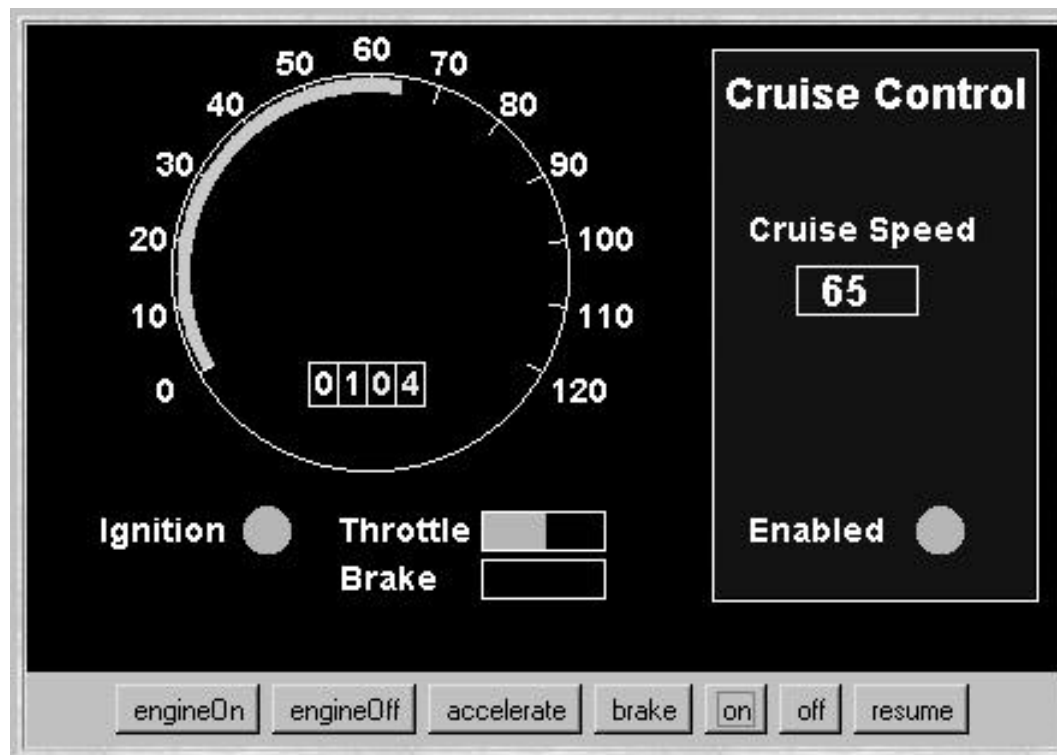 60
50
70
40
80
30
90
20
100
10
110
0
120
0104
Ignition
Throttle
Brake
Cruise Control
Cruise Speed
65
Enabled
engineOn
engineOff
accelerate
brake
on
off
resume